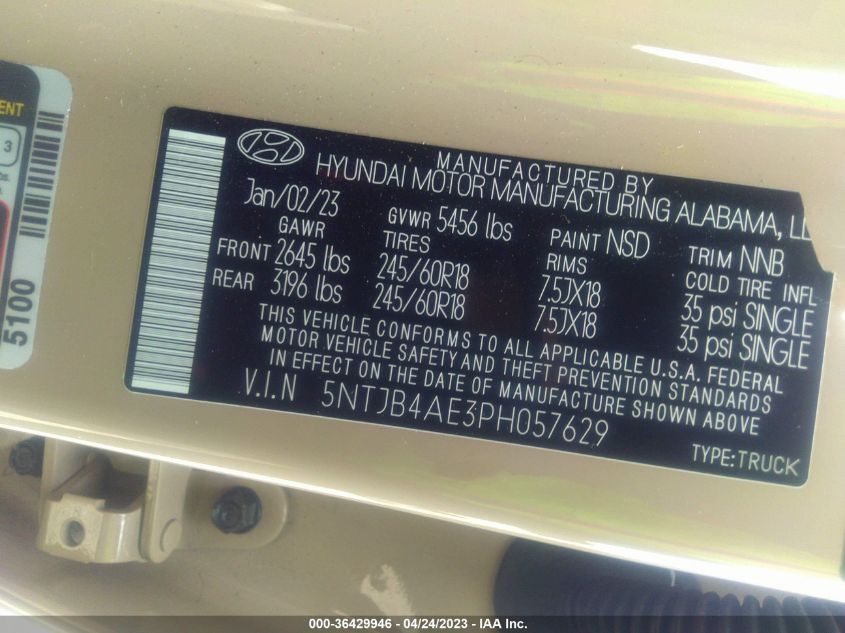 ENT
3
5100
MANUFACTURED BY
HYUNDAI MOTOR MANUFACTURING ALABAMA,
Jan/02/23 GVWR 5456 lbs PAINT NSD TRIM NNB
GAWR TIRES RIMS COLD TIRE INFL
FRONT 2645 lbs 245/60R18 7.5JX18 35 psi SINGLE
REAR 3196 lbs 245/60R18 7.5JX18 35 psi SINGLE
THIS VEHICLE CONFORMS TO ALL APPLICABLE U.S.A. FEDERAL
MOTOR VEHICLE SAFETY AND THEFT PREVENTION STANDARDS
IN EFFECT ON THE DATE OF MANUFACTURE SHOWN ABOVE
V.I.N 5NTJB4AE3PH057629
TYPE:TRUCK
000-36429946 - 04/24/2023 - IAA Inc.